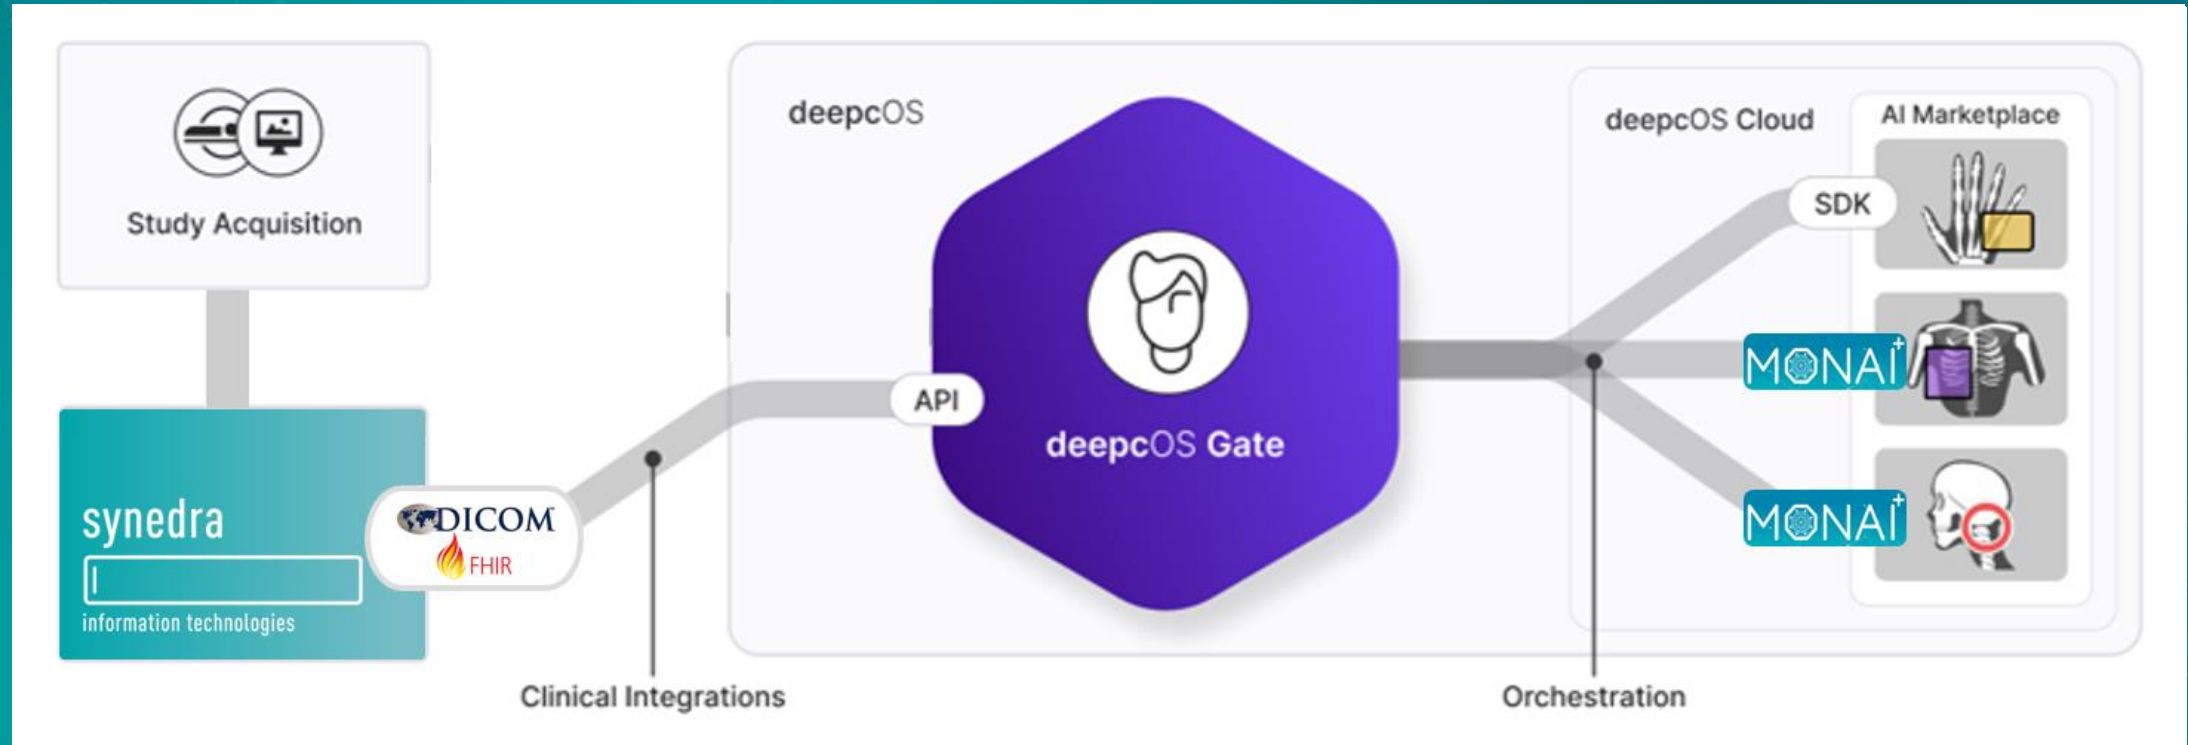 Study Acquisition
synedra
information technologies
DICOM
FHIR
Clinical Integrations
deepcOS
API
deepcOS Gate
Orchestration
deepcOS Cloud
AI Marketplace
SDK
MONAI+
MONAI+